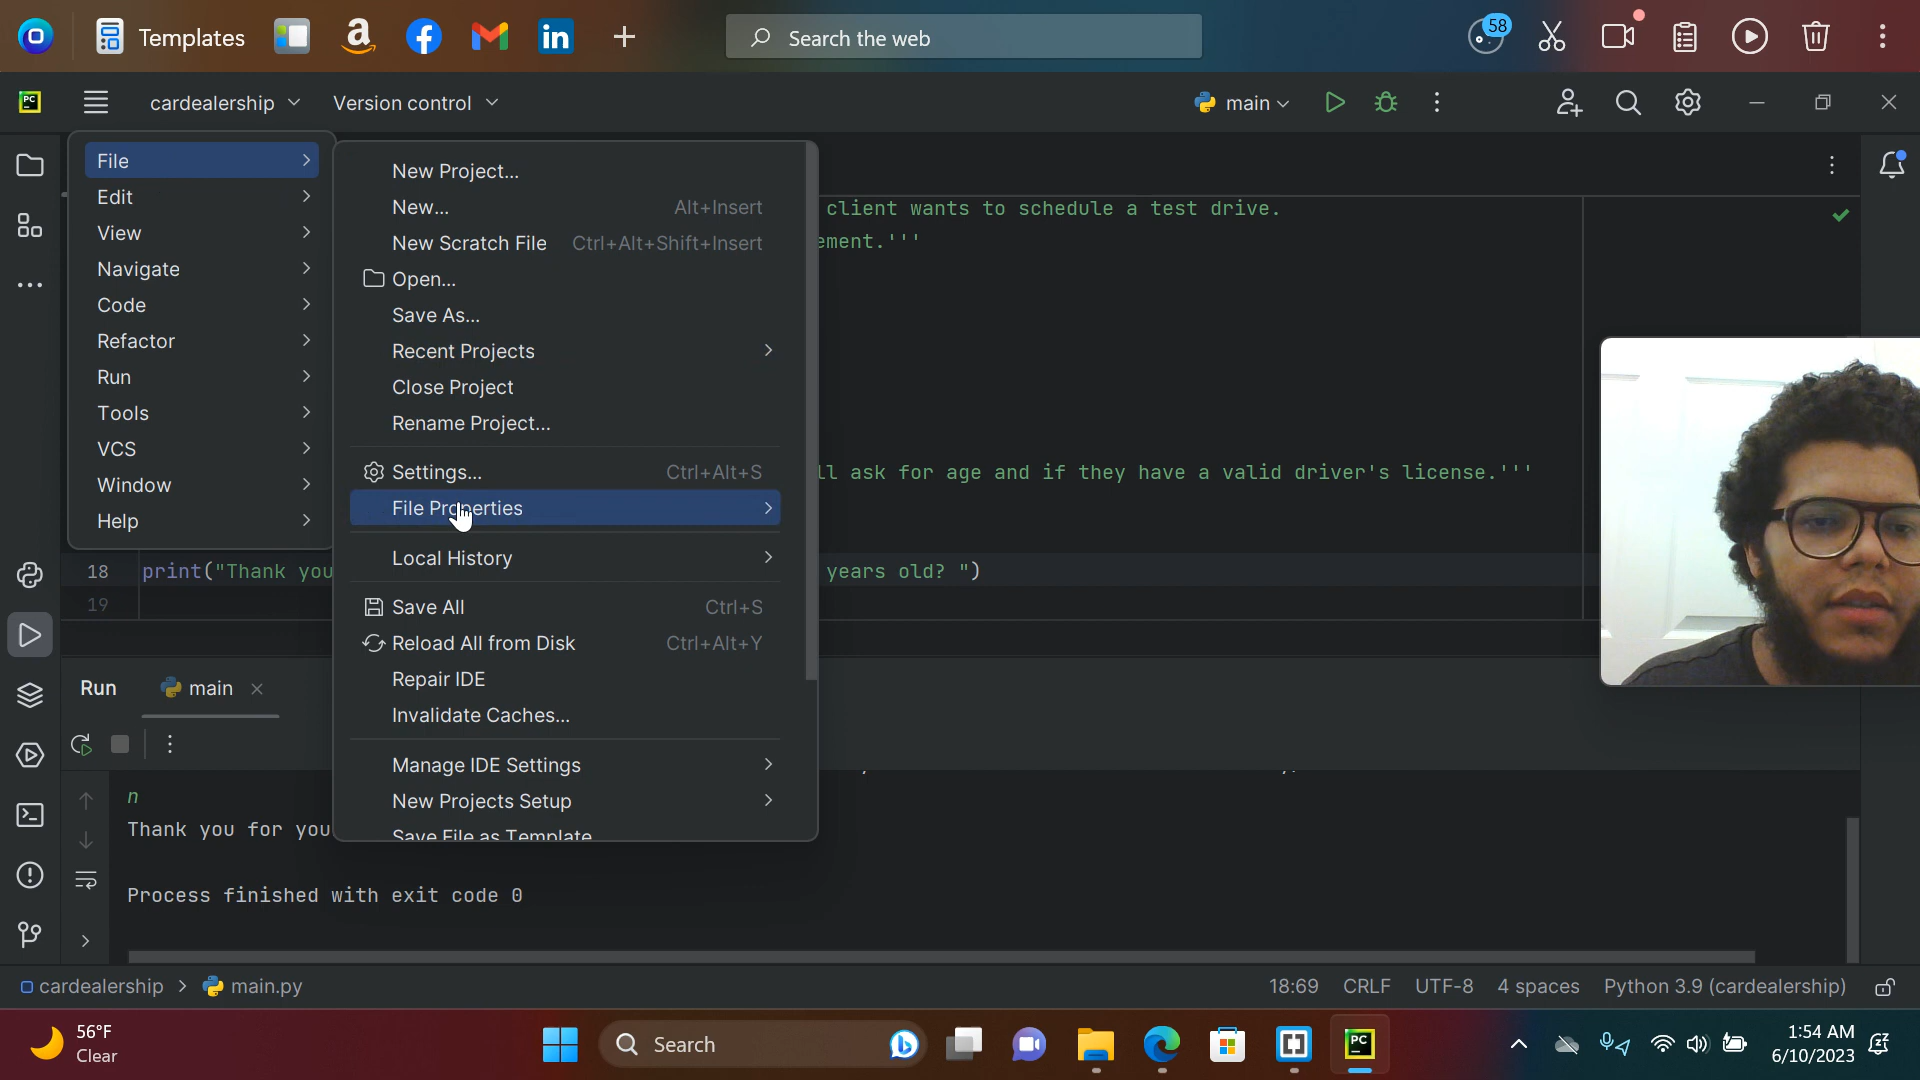 Templates
Search the web
58
PC
cardealership
Version control
main
File
Edit
View
Navigate
Code
Refactor
Run
Tools
VCS
Window
Help
New Project...
New... Alt+Insert
New Scratch File Ctrl+Alt+Shift+Insert
Open...
Save As...
Recent Projects
Close Project
Rename Project...
Settings... Ctrl+Alt+S
File Properties
Local History
Save All Ctrl+S
Reload All from Disk Ctrl+Alt+Y
Repair IDE
Invalidate Caches...
Manage IDE Settings
New Projects Setup
Save File as Template
client wants to schedule a test drive.
ement.'''
ll ask for age and if they have a valid driver's license.'''
18 print("Thank you years old? ")
19
Run main
n
Thank you for you
Process finished with exit code 0
cardealership > main.py
18:69 CRLF UTF-8 4 spaces Python 3.9 (cardealership)
56°F
Clear
Search
PC
1:54 AM
6/10/2023